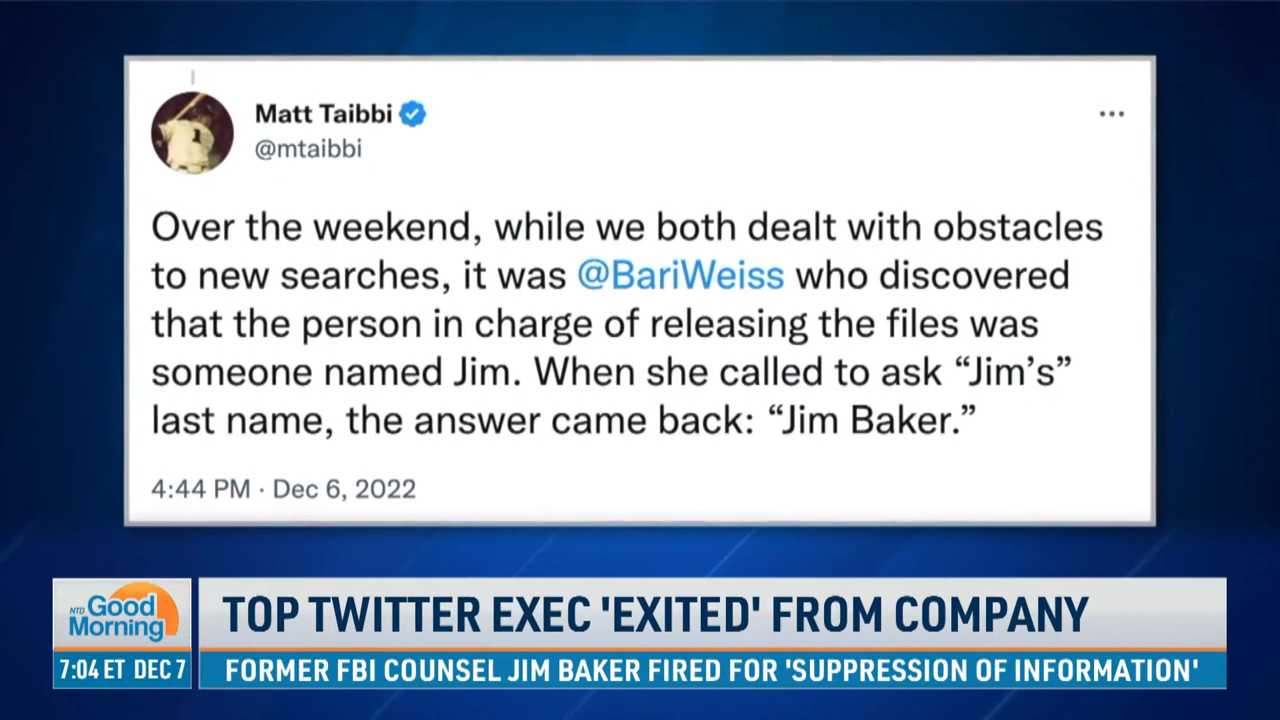 Matt Taibbi
@mtaibbi
Over the weekend, while we both dealt with obstacles
to new searches, it was @BariWeiss who discovered
that the person in charge of releasing the files was
someone named Jim. When she called to ask “Jim’s”
last name, the answer came back: “Jim Baker.”
4:44 PM · Dec 6, 2022
NTD Good
Morning
TOP TWITTER EXEC 'EXITED' FROM COMPANY
7:04 ET DEC 7
FORMER FBI COUNSEL JIM BAKER FIRED FOR 'SUPPRESSION OF INFORMATION'